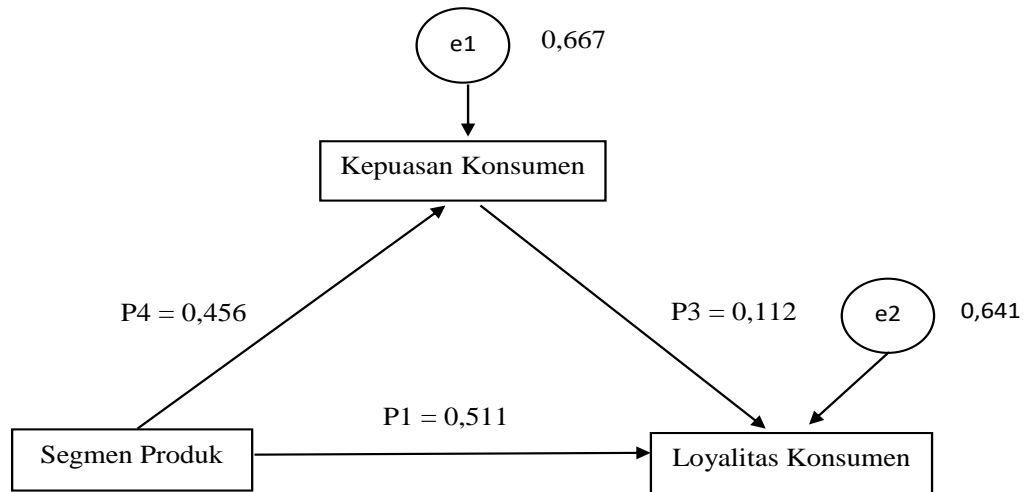 e1
0,667
Kepuasan Konsumen
P4 = 0,456
P3 = 0,112
e2
0,641
P1 = 0,511
Segmen Produk
Loyalitas Konsumen